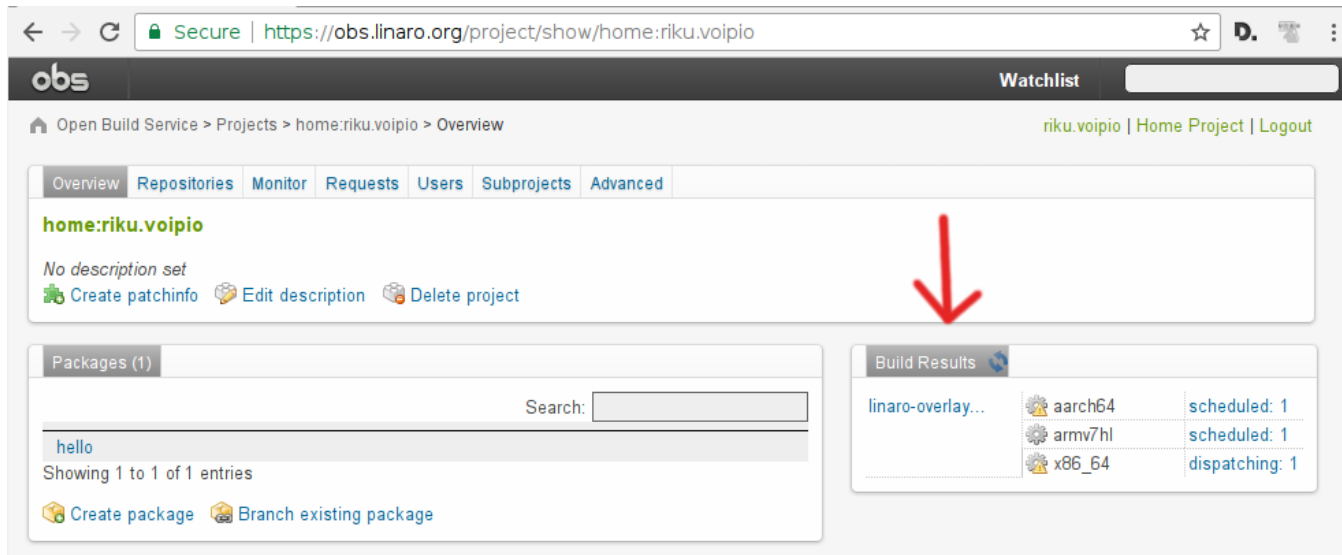 Secure | https://obs.linaro.org/project/show/home:riku.voipio
D.
obs
Watchlist
Open Build Service > Projects > home:riku.voipio > Overview
riku.voipio | Home Project | Logout
Overview Repositories Monitor Requests Users Subprojects Advanced
home:riku.voipio
No description set
Create patchinfo Edit description Delete project
Packages (1)
Search:
hello
Showing 1 to 1 of 1 entries
Create package Branch existing package
Build Results
linaro-overlay... aarch64 scheduled: 1
armv7hl scheduled: 1
x86_64 dispatching: 1